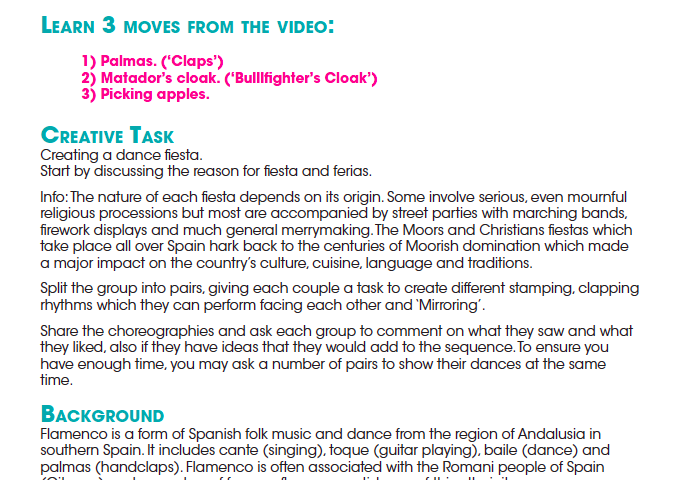 LEARN 3 MOVES FROM THE VIDEO:
1) Palmas. (‘Claps’)
2) Matador’s cloak. (‘Bulllfighter’s Cloak’)
3) Picking apples.
CREATIVE TASK
Creating a dance fiesta.
Start by discussing the reason for fiesta and ferias.
Info: The nature of each fiesta depends on its origin. Some involve serious, even mournful
religious processions but most are accompanied by street parties with marching bands,
firework displays and much general merrymaking. The Moors and Christians fiestas which
take place all over Spain hark back to the centuries of Moorish domination which made
a major impact on the country’s culture, cuisine, language and traditions.
Split the group into pairs, giving each couple a task to create different stamping, clapping
rhythms which they can perform facing each other and ‘Mirroring’.
Share the choreographies and ask each group to comment on what they saw and what
they liked, also if they have ideas that they would add to the sequence. To ensure you
have enough time, you may ask a number of pairs to show their dances at the same
time.
BACKGROUND
Flamenco is a form of Spanish folk music and dance from the region of Andalusia in
southern Spain. It includes cante (singing), toque (guitar playing), baile (dance) and
palmas (handclaps). Flamenco is often associated with the Romani people of Spain